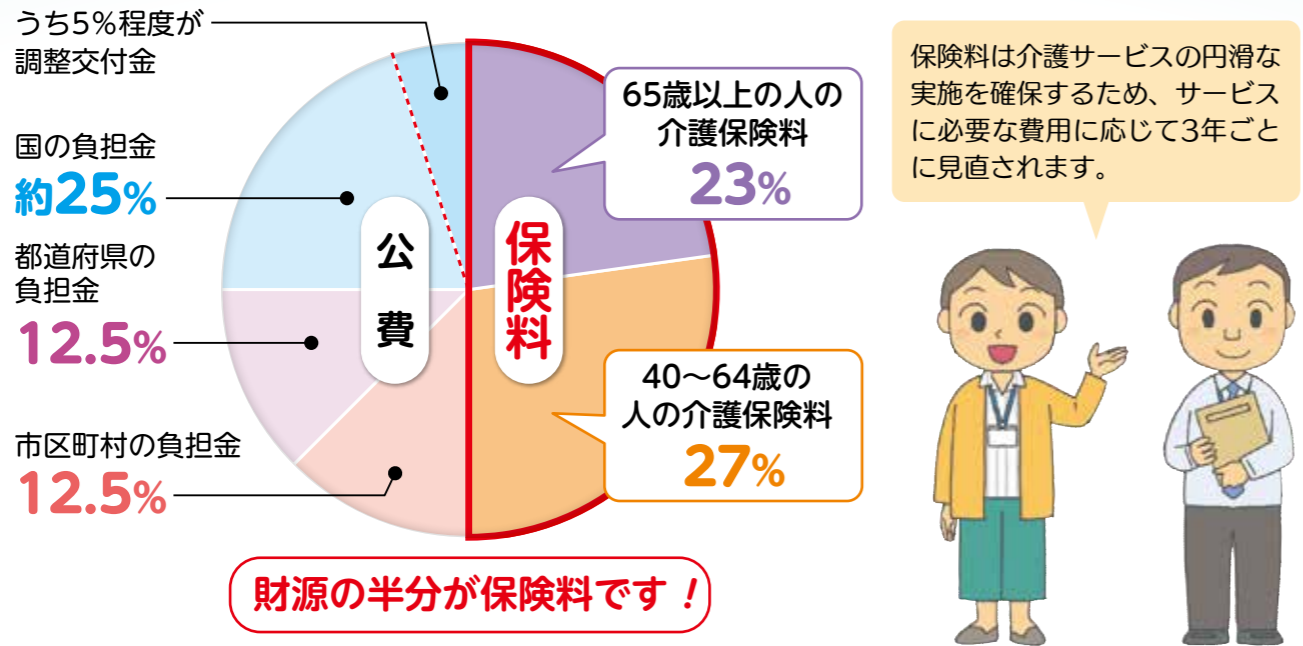 うち5%程度が
調整交付金
国の負担金
約25%
都道府県の
負担金
12.5%
市区町村の負担金
12.5%
公費
保険料
65歳以上の人の
介護保険料
23%
40〜64歳の
人の介護保険料
27%
財源の半分が保険料です！
保険料は介護サービスの円滑な
実施を確保するため、サービス
に必要な費用に応じて3年ごと
に見直されます。